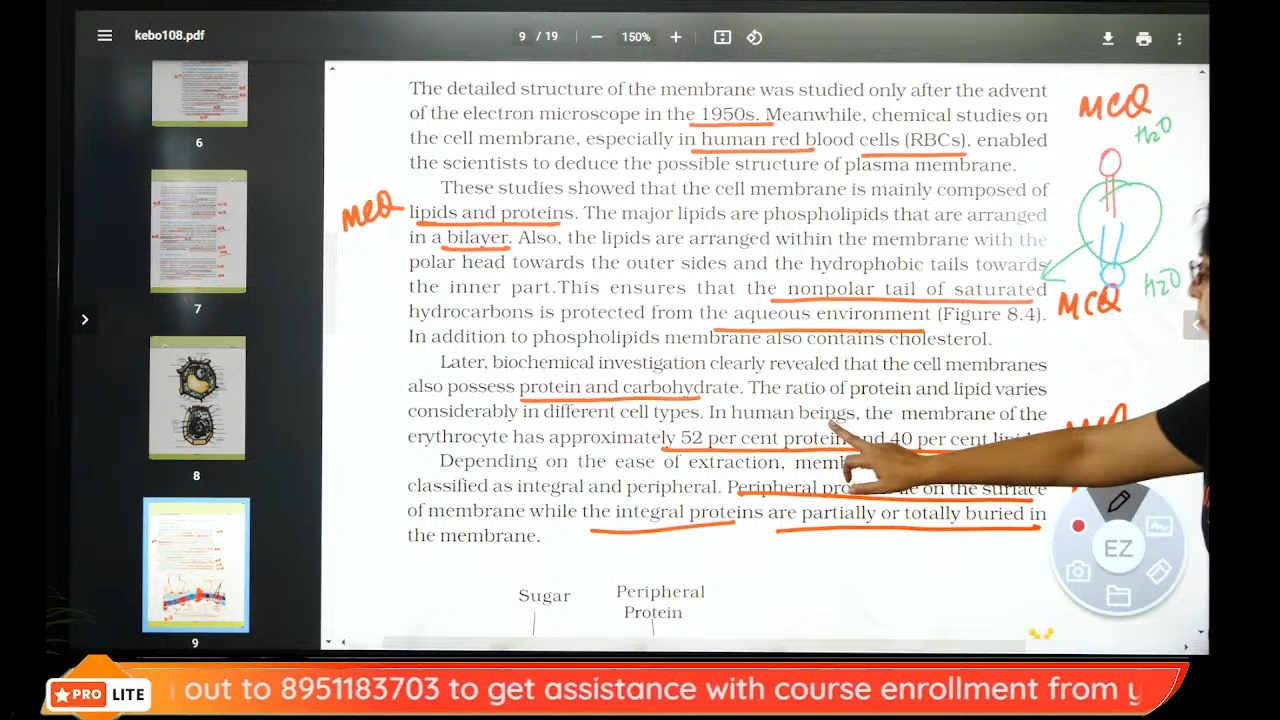 kebo108.pdf
9 / 19
150%
The detailed structure of the membrane was studied only after the advent
of the electron microscope in the 1950s. Meanwhile, chemical studies on
the cell membrane, especially in human red blood cells (RBCs), enabled
the scientists to deduce the possible structure of plasma membrane.
These studies showed that the cell membrane is mainly composed of
lipids and proteins. The major lipids are phospholipids that are arranged
in a bilayer. Also, the lipids are arranged within the membrane with the
polar head towards the outer sides and the hydrophobic tails towards
the inner part.This ensures that the nonpolar tail of saturated
hydrocarbons is protected from the aqueous environment (Figure 8.4).
In addition to phospholipids membrane also contains cholesterol.
Later, biochemical investigation clearly revealed that the cell membranes
also possess protein and carbohydrate. The ratio of protein and lipid varies
considerably in different cell types. In human beings, the membrane of the
erythrocyte has approximately 52 per cent protein and 40 per cent lipids.
Depending on the ease of extraction,
classified as integral and peripheral. Peripheral on the surface
of membrane while the integral proteins are partially or totally buried in
the membrane.
Sugar
Peripheral
Protein
MCQ
H2O
MCQ
H2O
MCQ
MCQ
6
7
8
9
EZ
PRO LITE
out to 8951183703 to get assistance with course enrollment from y